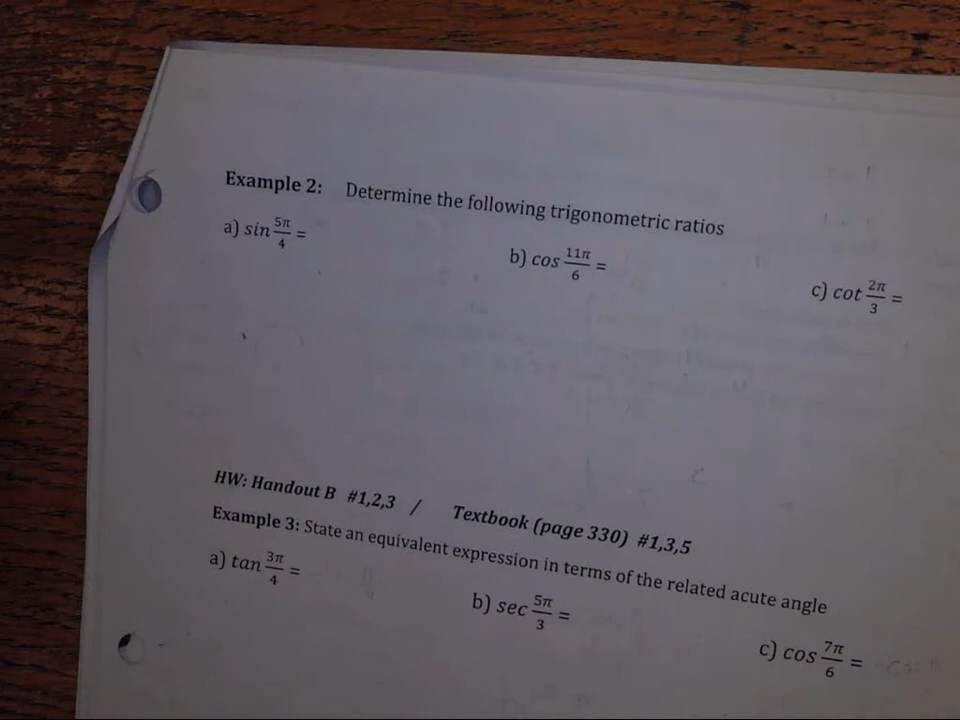 Example 2: Determine the following trigonometric ratios
a) sin 5π/4 =
b) cos 11π/6 =
c) cot 2π/3 =
HW: Handout B #1,2,3 / Textbook (page 330) #1,3,5
Example 3: State an equivalent expression in terms of the related acute angle
a) tan 3π/4 =
b) sec 5π/3 =
c) cos 7π/6 =